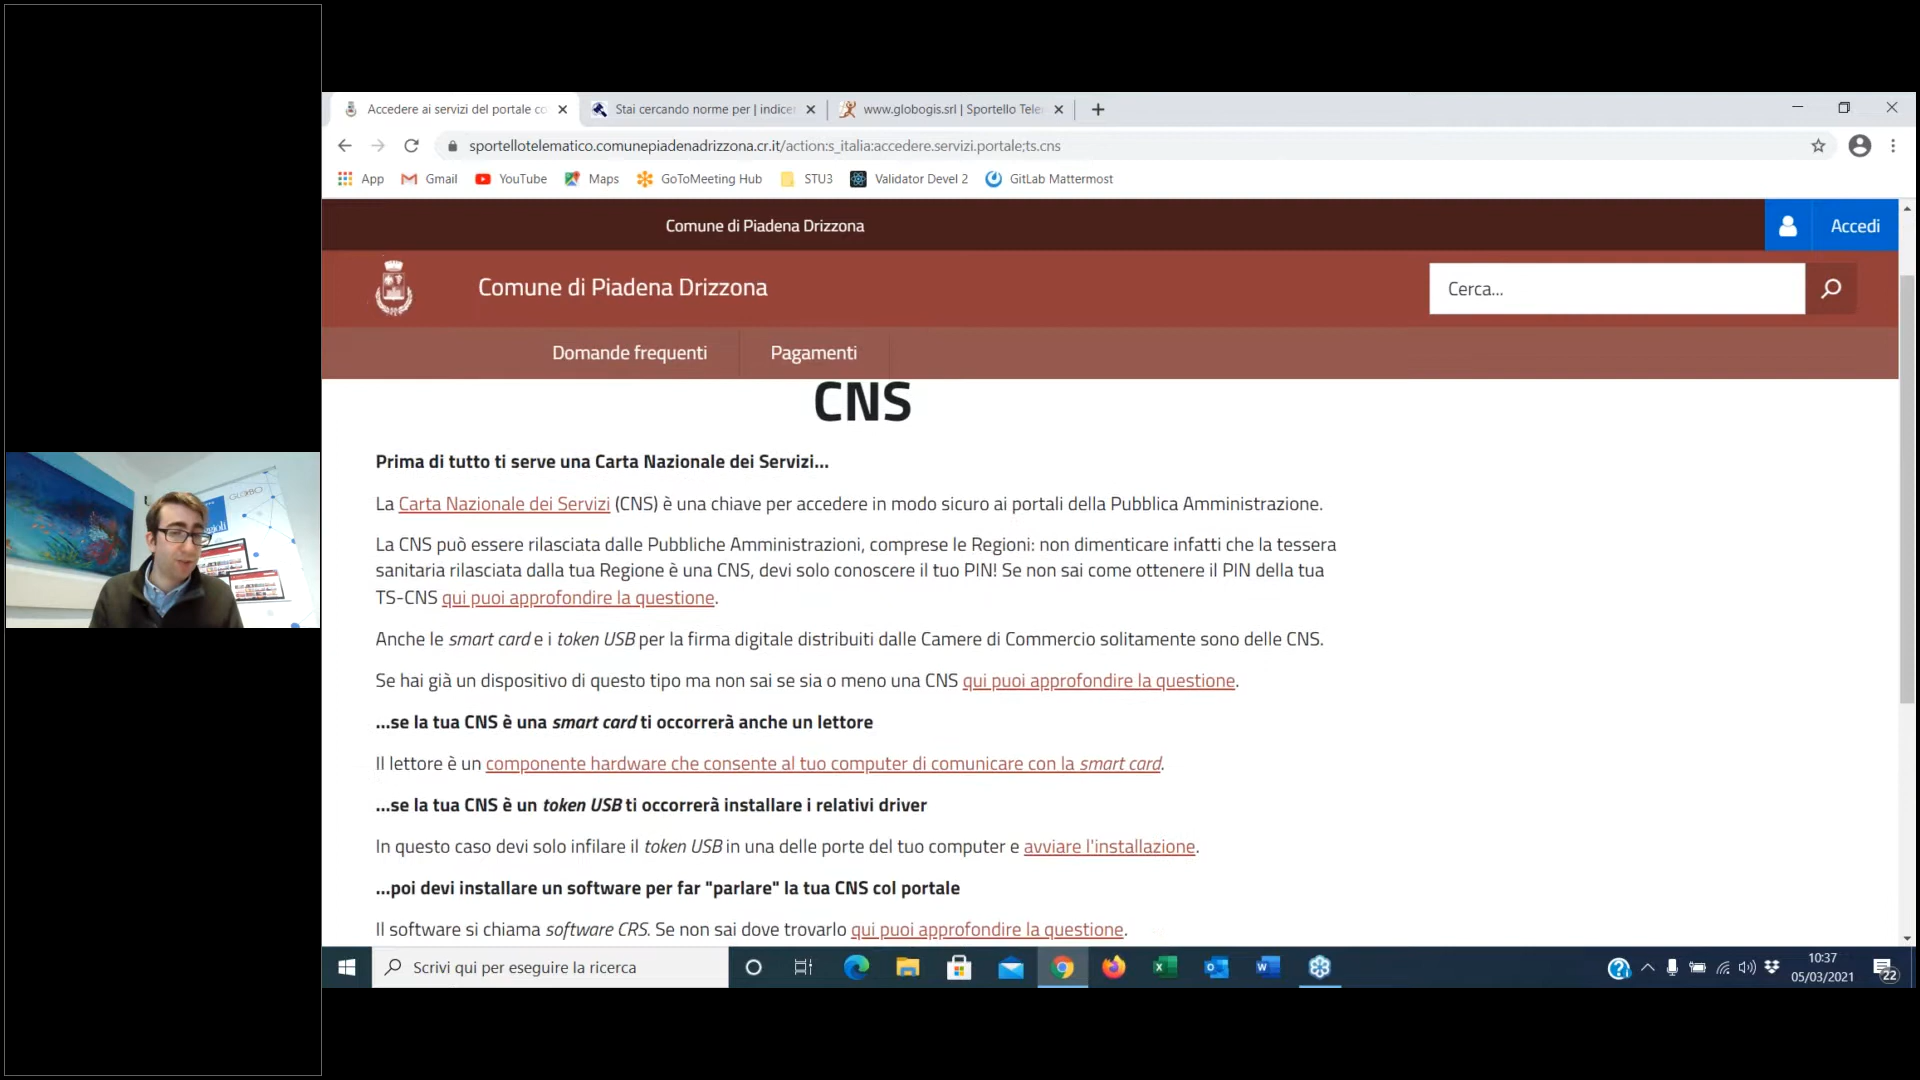 Accedere ai servizi del portale co
Stai cercando norme per | indice
www.globogis.srl | Sportello Tele
sportellotelematico.comunepiadenadrizzona.cr.it/action:s_italia:accedere.servizi.portale;ts.cns
App Gmail YouTube Maps GoToMeeting Hub STU3 Validator Devel 2 GitLab Mattermost
Comune di Piadena Drizzona
Accedi
Comune di Piadena Drizzona
Cerca...
Domande frequenti Pagamenti
CNS
Prima di tutto ti serve una Carta Nazionale dei Servizi...
La Carta Nazionale dei Servizi (CNS) è una chiave per accedere in modo sicuro ai portali della Pubblica Amministrazione.
La CNS può essere rilasciata dalle Pubbliche Amministrazioni, comprese le Regioni: non dimenticare infatti che la tessera
sanitaria rilasciata dalla tua Regione è una CNS, devi solo conoscere il tuo PIN! Se non sai come ottenere il PIN della tua
TS-CNS qui puoi approfondire la questione.
Anche le smart card e i token USB per la firma digitale distribuiti dalle Camere di Commercio solitamente sono delle CNS.
Se hai già un dispositivo di questo tipo ma non sai se sia o meno una CNS qui puoi approfondire la questione.
...se la tua CNS è una smart card ti occorrerà anche un lettore
Il lettore è un componente hardware che consente al tuo computer di comunicare con la smart card.
...se la tua CNS è un token USB ti occorrerà installare i relativi driver
In questo caso devi solo infilare il token USB in una delle porte del tuo computer e avviare l'installazione.
...poi devi installare un software per far "parlare" la tua CNS col portale
Il software si chiama software CRS. Se non sai dove trovarlo qui puoi approfondire la questione.
Scrivi qui per eseguire la ricerca
10:37
05/03/2021
22
GLOBO